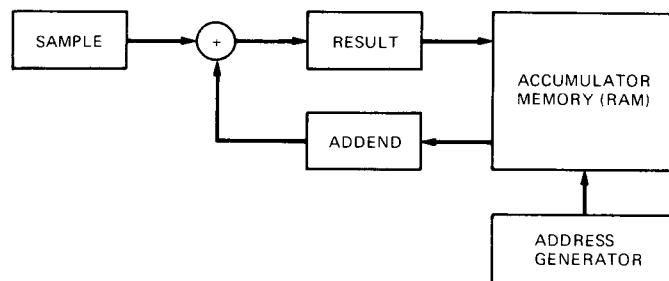 SAMPLE
+
RESULT
ACCUMULATOR
MEMORY (RAM)
ADDEND
ADDRESS
GENERATOR